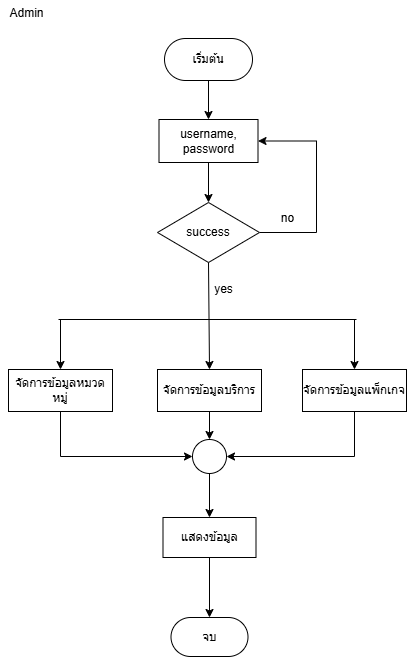 Admin
เริ่มต้น
username,
password
success
no
yes
จัดการข้อมูลหมวด
หมู่
จัดการข้อมูลบริการ
จัดการข้อมูลแพ็กเกจ
แสดงข้อมูล
จบ